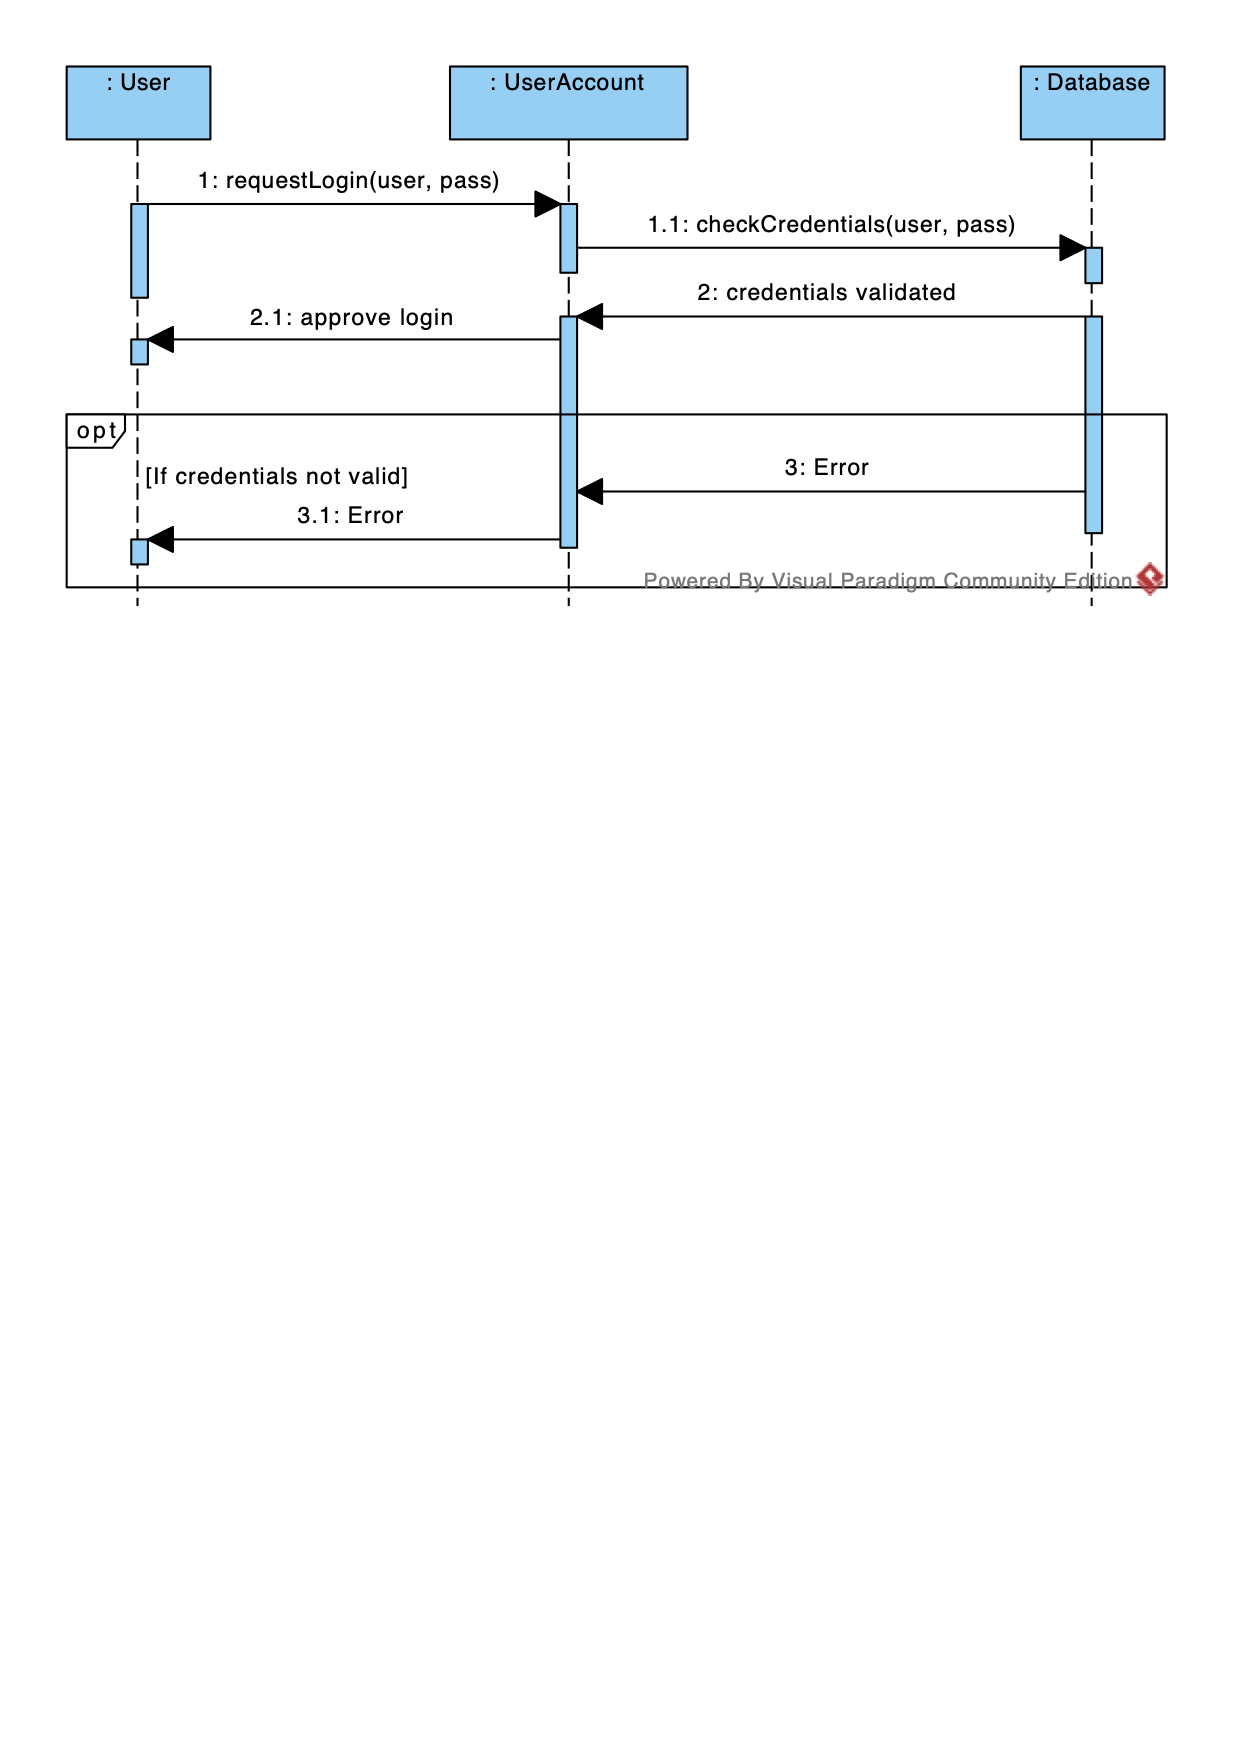 : User
: UserAccount
: Database
1: requestLogin(user, pass)
1.1: checkCredentials(user, pass)
2: credentials validated
2.1: approve login
opt
[If credentials not valid]
3: Error
3.1: Error
Powered By Visual Paradigm Community Edition